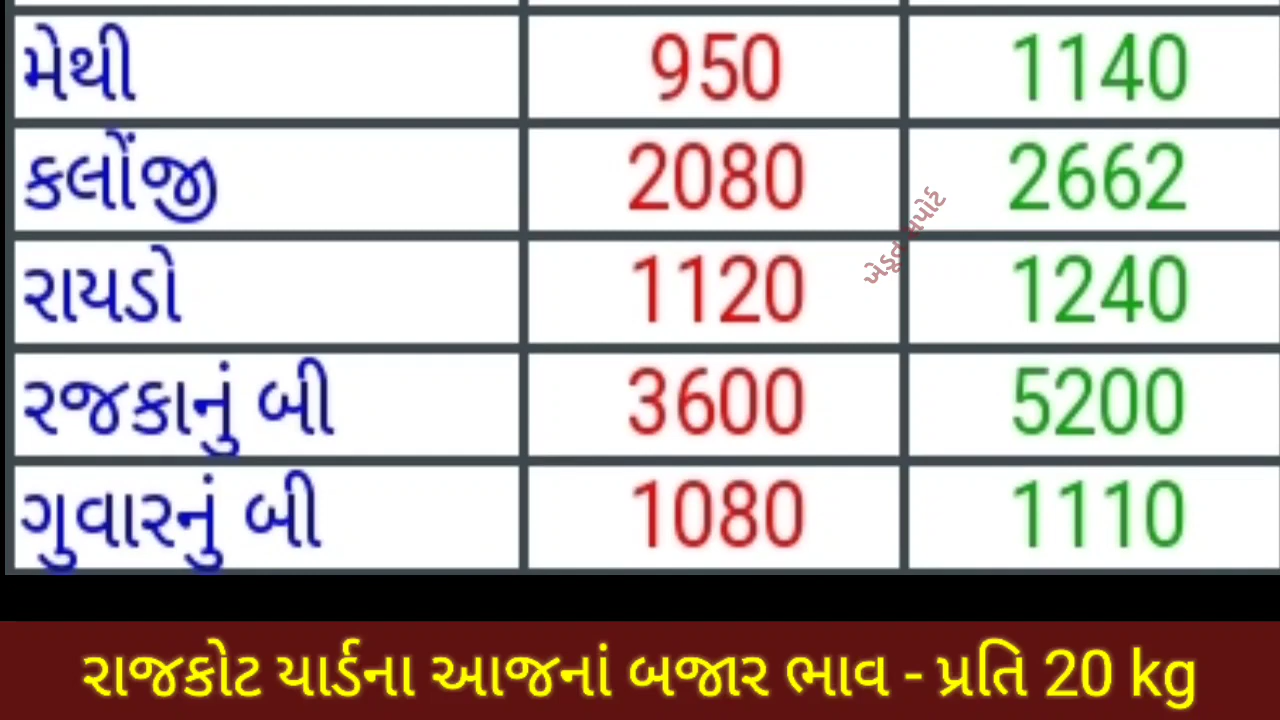 મેથી 950 1140
કલોંજી 2080 2662
રાયડો 1120 1240
રજકાનું બી 3600 5200
ગુવારનું બી 1080 1110
ખેડૂત સપોર્ટ
રાજકોટ યાર્ડના આજનાં બજાર ભાવ - પ્રતિ 20 kg